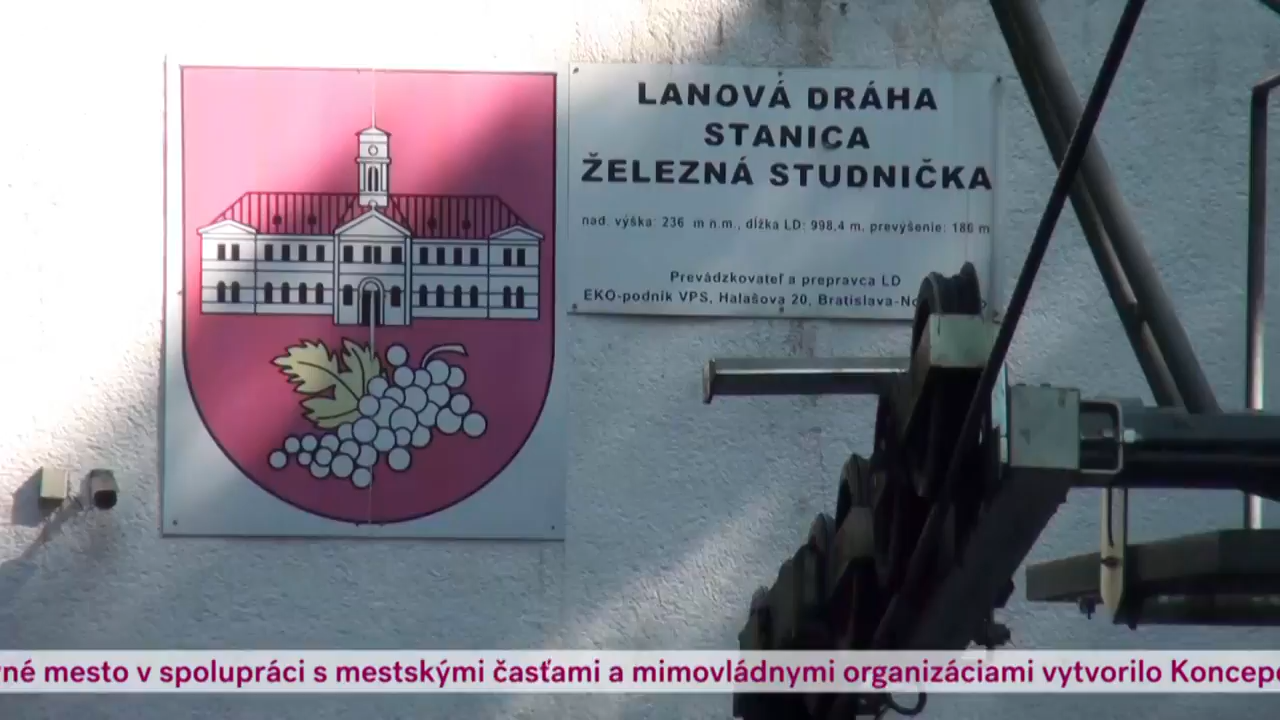 LANOVÁ DRÁHA
STANICA
ŽELEZNÁ STUDNIČKA
nad. výška: 236 m n.m., dĺžka LD: 998,4 m, prevýšenie: 186 m
Prevádzkovateľ a prepravca LD
EKO-podnik VPS, Halašova 20, Bratislava-No
né mesto v spolupráci s mestskými časťami a mimovládnymi organizáciami vytvorilo Koncep